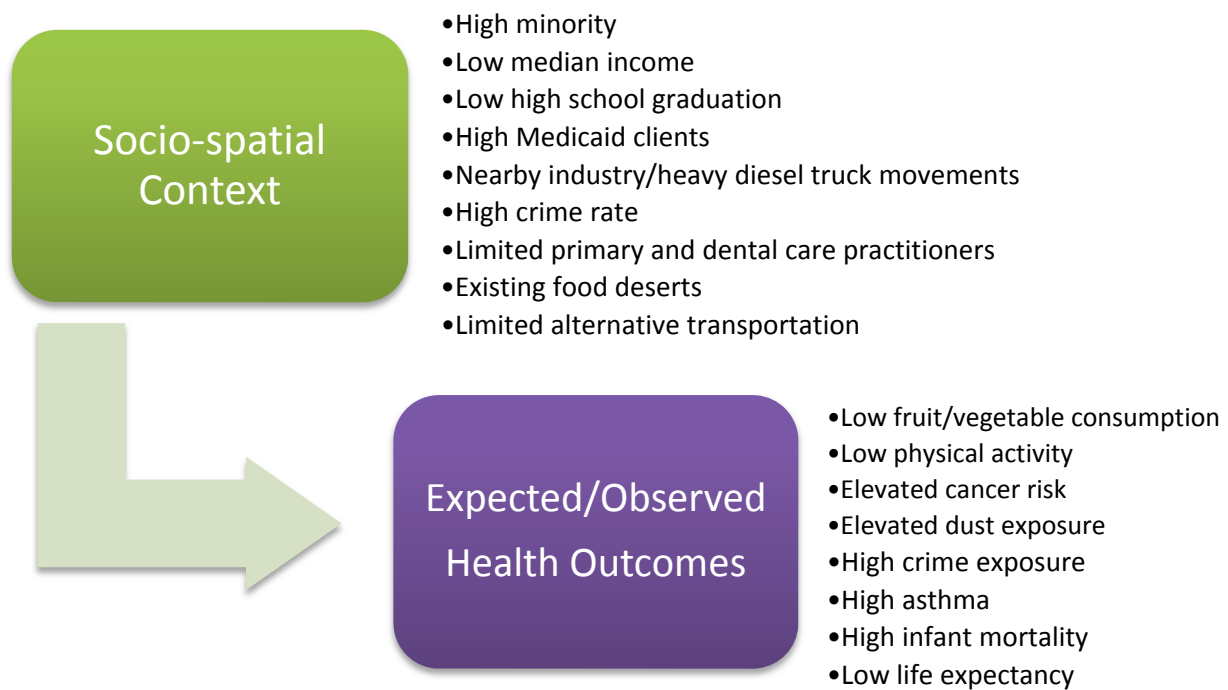 Socio-spatial
Context
•High minority
•Low median income
•Low high school graduation
•High Medicaid clients
•Nearby industry/heavy diesel truck movements
•High crime rate
•Limited primary and dental care practitioners
•Existing food deserts
•Limited alternative transportation
Expected/Observed
Health Outcomes
•Low fruit/vegetable consumption
•Low physical activity
•Elevated cancer risk
•Elevated dust exposure
•High crime exposure
•High asthma
•High infant mortality
•Low life expectancy